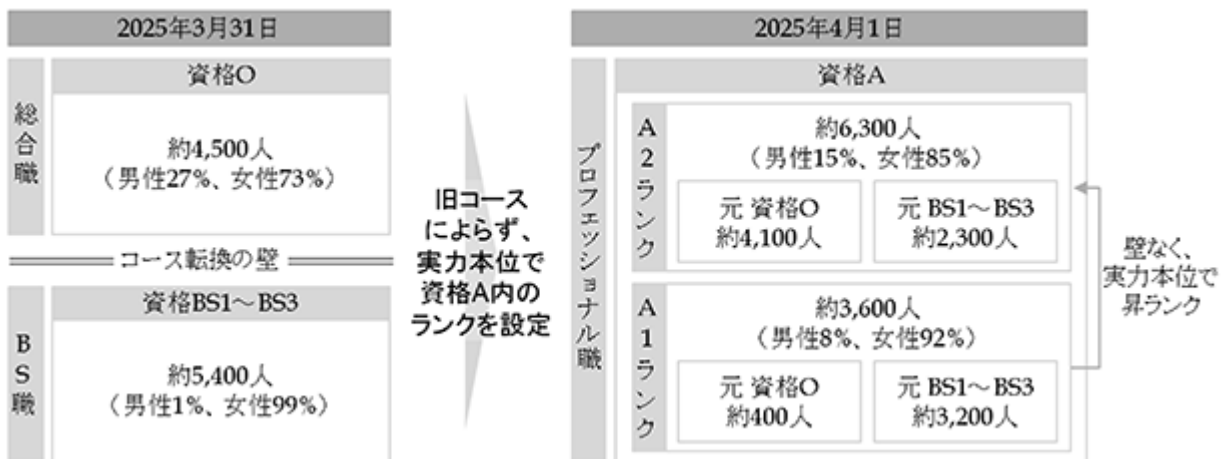 2025年3月31日
総合職
資格O
約4,500人
（男性27%、女性73%）
コース転換の壁
BS職
資格BS1～BS3
約5,400人
（男性1%、女性99%）
旧コース
によらず、
実力本位で
資格A内の
ランクを設定
2025年4月1日
プロフェッショナル職
資格A
A2ランク
約6,300人
（男性15%、女性85%）
元 資格O
約4,100人
元 BS1～BS3
約2,300人
A1ランク
約3,600人
（男性8%、女性92%）
元 資格O
約400人
元 BS1～BS3
約3,200人
壁なく、
実力本位で
昇ランク